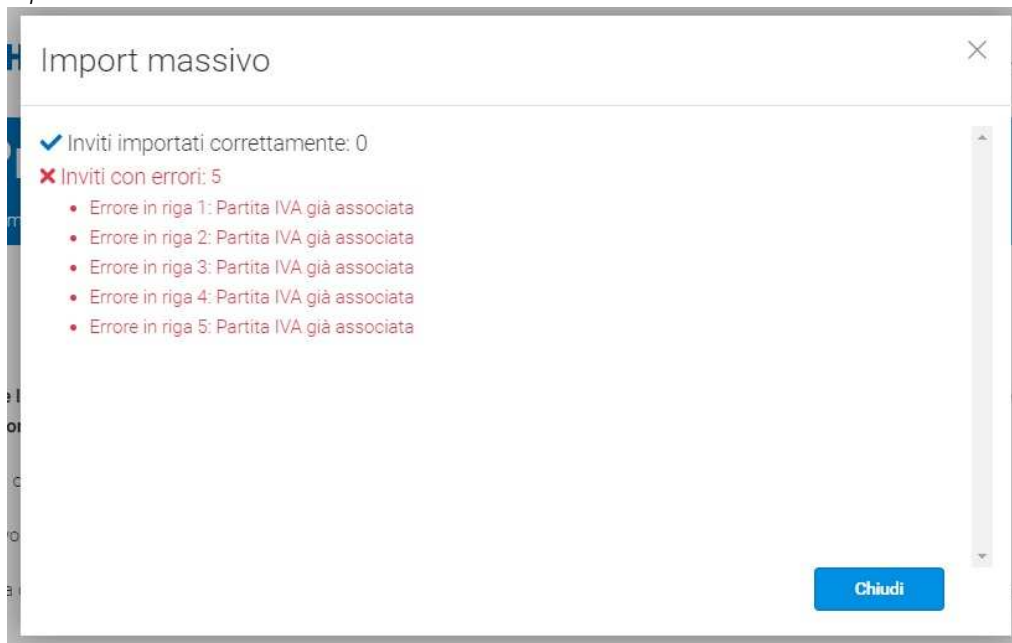 Import massivo
Inviti importati correttamente: 0
Inviti con errori: 5
Errore in riga 1: Partita IVA già associata
Errore in riga 2: Partita IVA già associata
Errore in riga 3: Partita IVA già associata
Errore in riga 4: Partita IVA già associata
Errore in riga 5: Partita IVA già associata
Chiudi